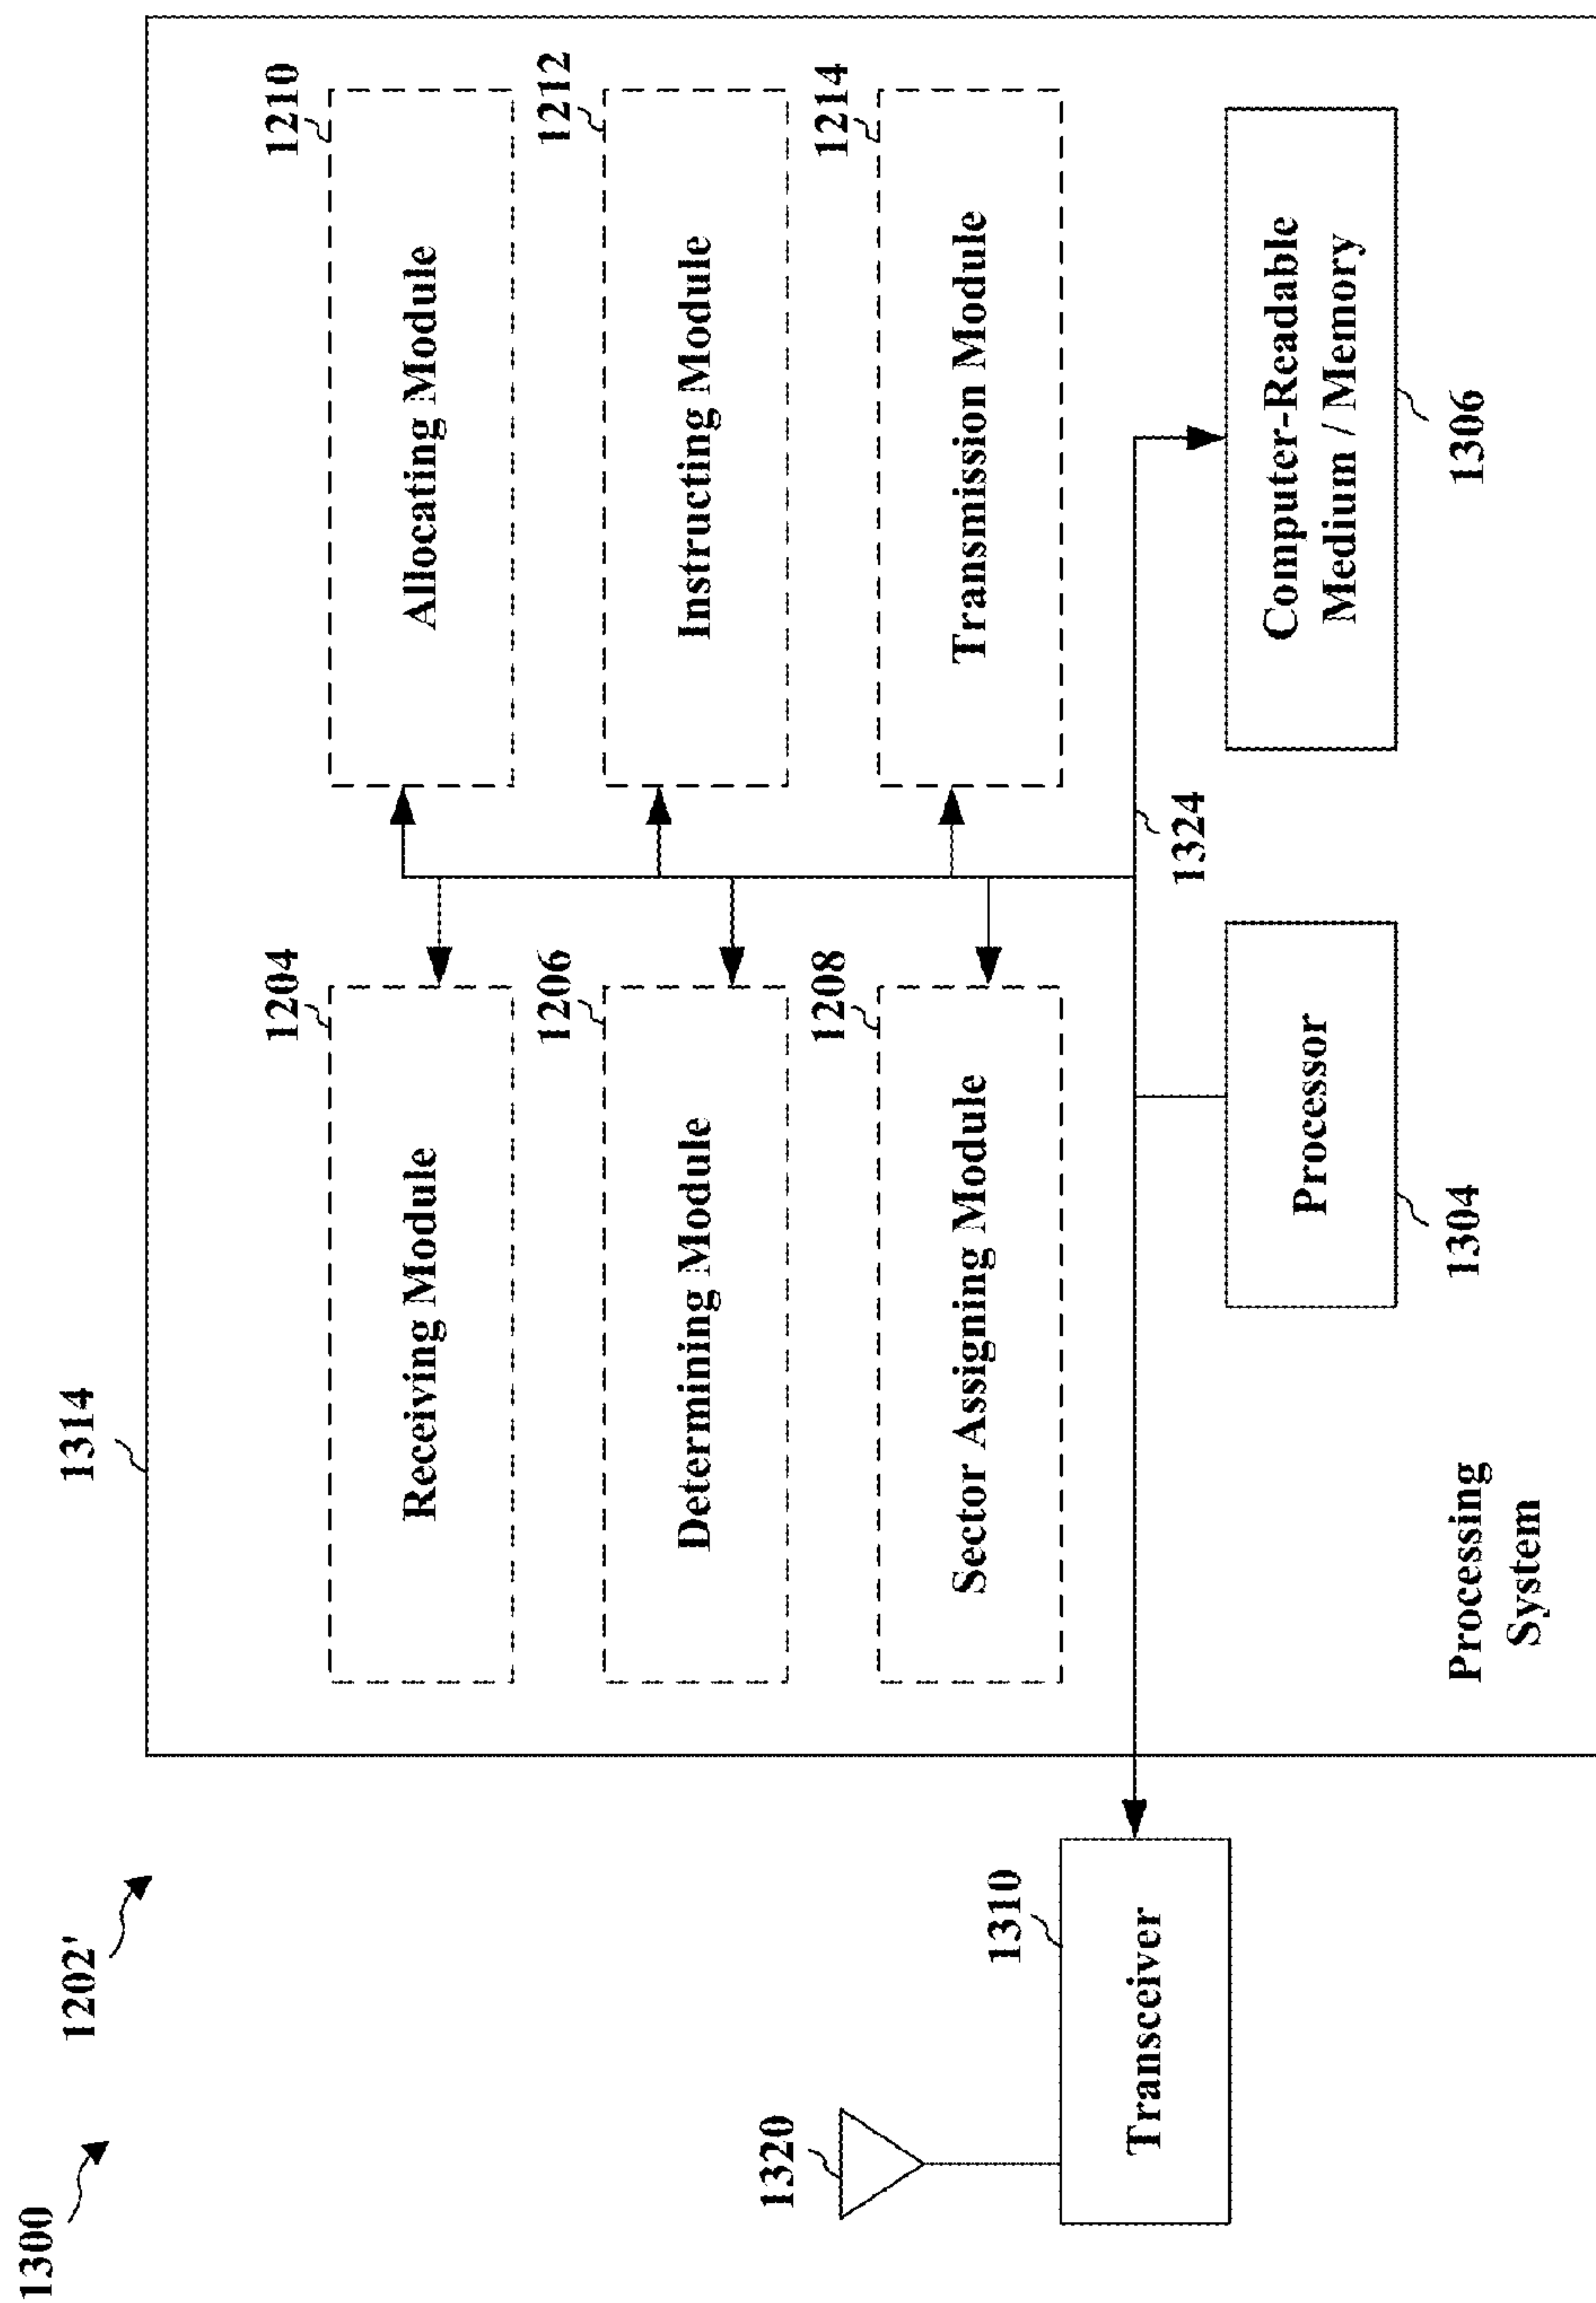 1300
1202'
1314
1204
Receiving Module
1210
Allocating Module
1206
Determining Module
1212
Instructing Module
1208
Sector Assigning Module
1214
Transmission Module
1320
1310
Transceiver
1324
Processor
1304
Computer-Readable
Medium / Memory
1306
Processing
System